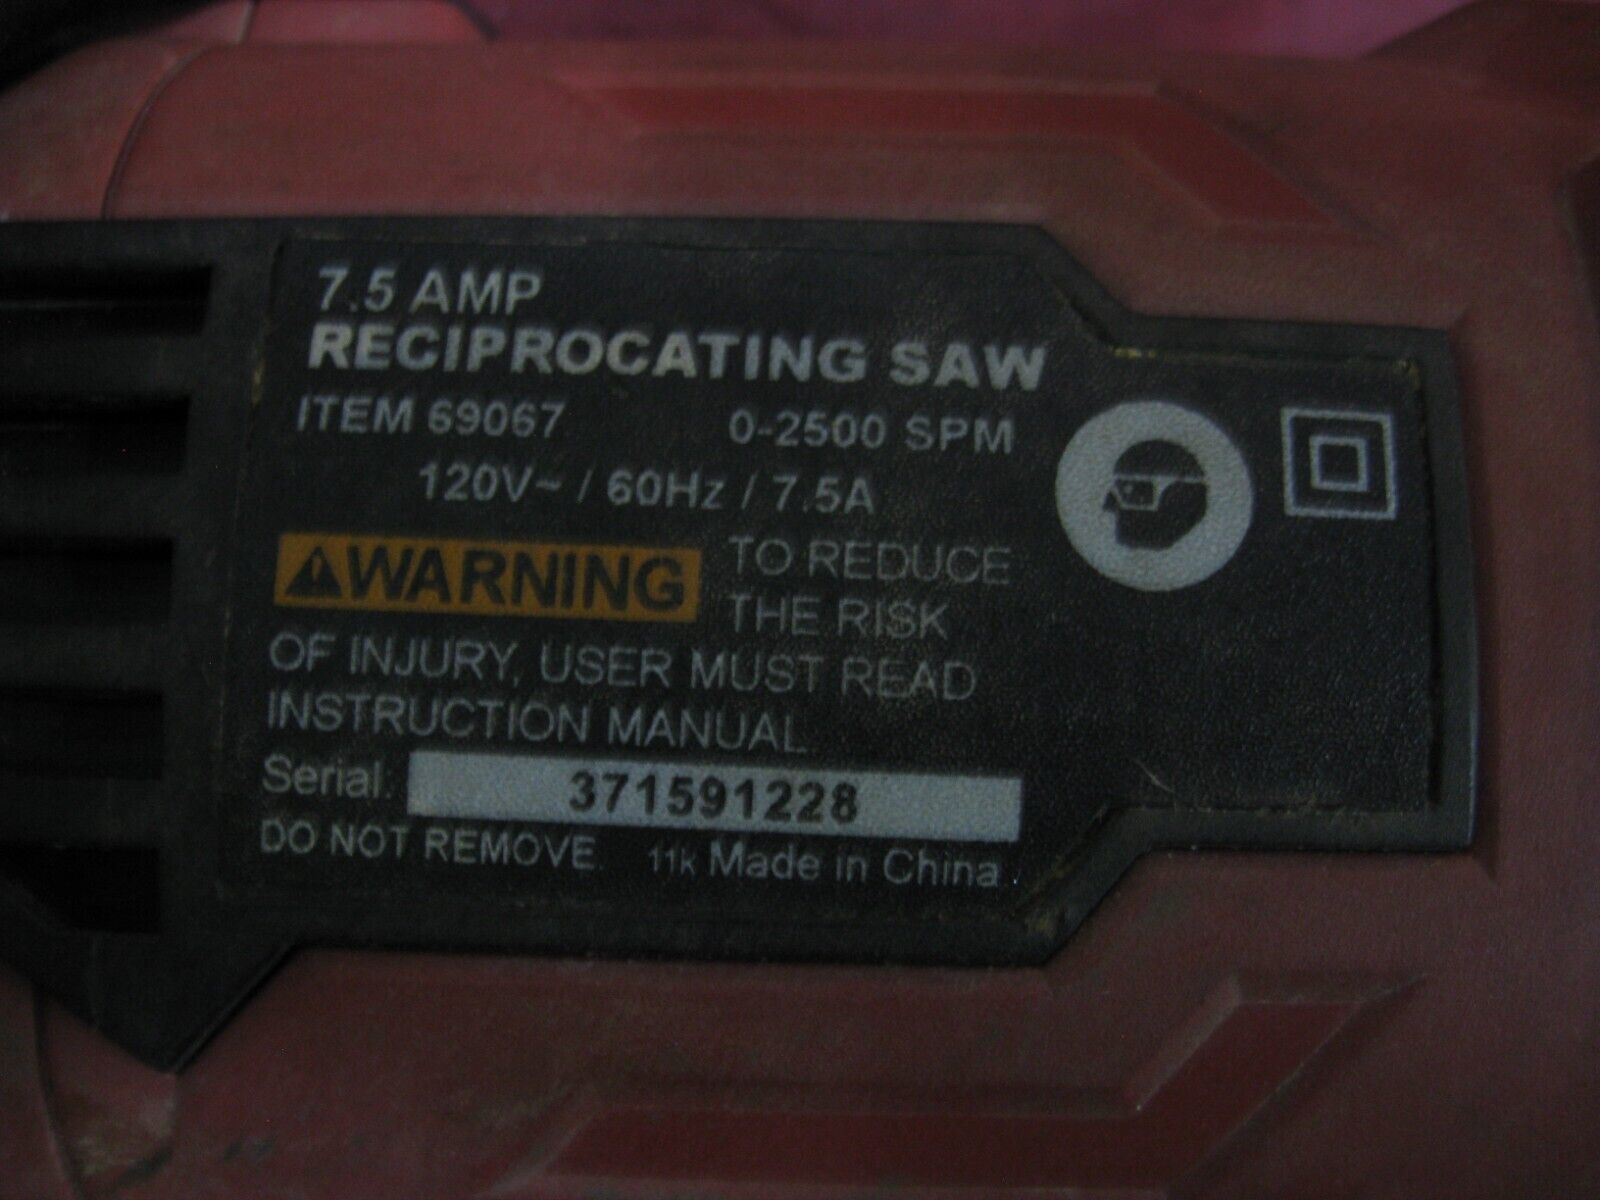 7.5 AMP
RECIPROCATING SAW
ITEM 69067 0-2500 SPM
120V~ / 60Hz / 7.5A
WARNING TO REDUCE
THE RISK
OF INJURY, USER MUST READ
INSTRUCTION MANUAL
Serial: 371591228
DO NOT REMOVE. 11k Made in China